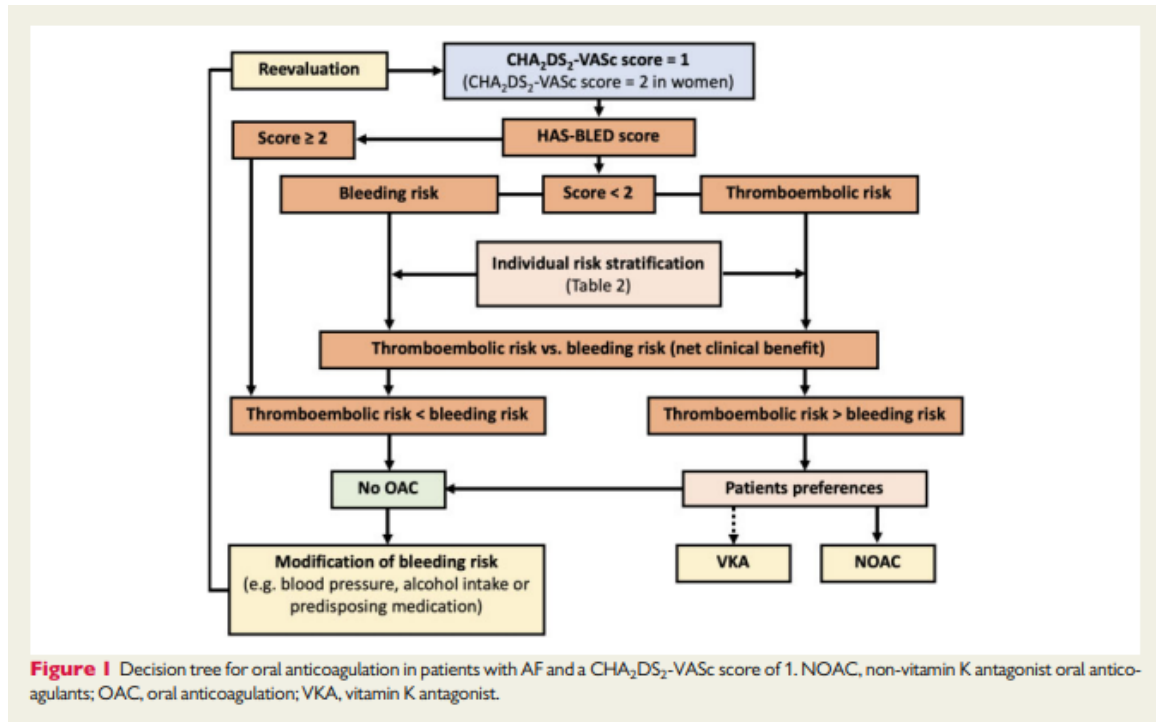 Reevaluation
CHA₂DS₂-VASc score = 1
(CHA₂DS₂-VASc score = 2 in women)
Score ≥ 2
HAS-BLED score
Bleeding risk
Score < 2
Thromboembolic risk
Individual risk stratification
(Table 2)
Thromboembolic risk vs. bleeding risk (net clinical benefit)
Thromboembolic risk < bleeding risk
Thromboembolic risk > bleeding risk
No OAC
Patients preferences
Modification of bleeding risk
(e.g. blood pressure, alcohol intake or
predisposing medication)
VKA
NOAC
Figure 1 Decision tree for oral anticoagulation in patients with AF and a CHA₂DS₂-VASc score of 1. NOAC, non-vitamin K antagonist oral antico-
agulants; OAC, oral anticoagulation; VKA, vitamin K antagonist.